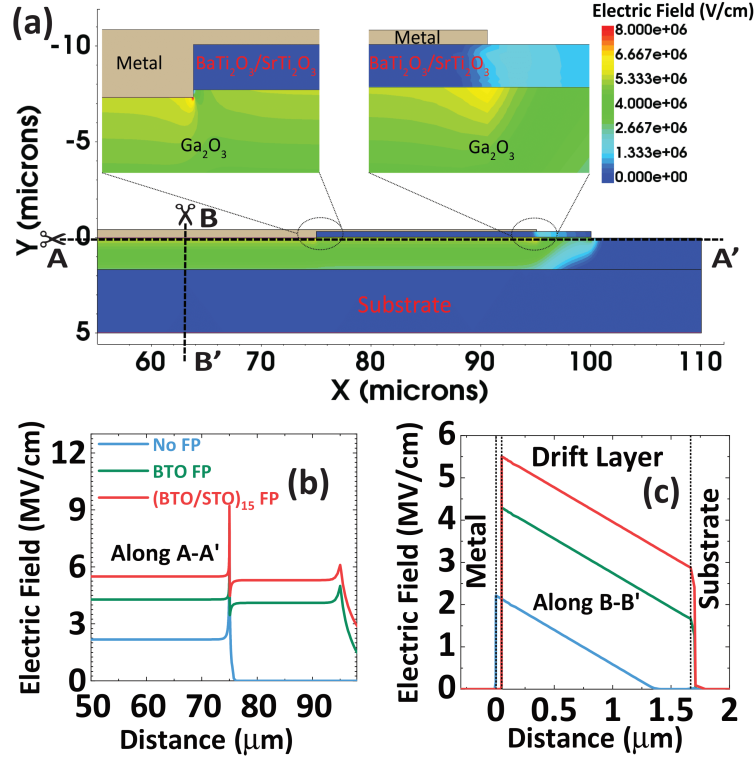 (a)
Electric Field (V/cm)
8.000e+06
6.667e+06
5.333e+06
4.000e+06
2.667e+06
1.333e+06
0.000e+00
Metal
BaTi₂O₃/SrTi₂O₃
Ga₂O₃
Metal
BaTi₂O₃/SrTi₂O₃
Ga₂O₃
Y (microns)
-10
-5
0
5
B
A
A'
Substrate
B'
60
70
80
90
100
110
X (microns)
(b)
Electric Field (MV/cm)
12
9
6
3
0
No FP
BTO FP
(BTO/STO)₁₅ FP
Along A-A'
50
60
70
80
90
Distance (μm)
(c)
Electric Field (MV/cm)
6
5
4
3
2
1
0
Metal
Drift Layer
Along B-B'
Substrate
0
0.5
1
1.5
2
Distance (μm)